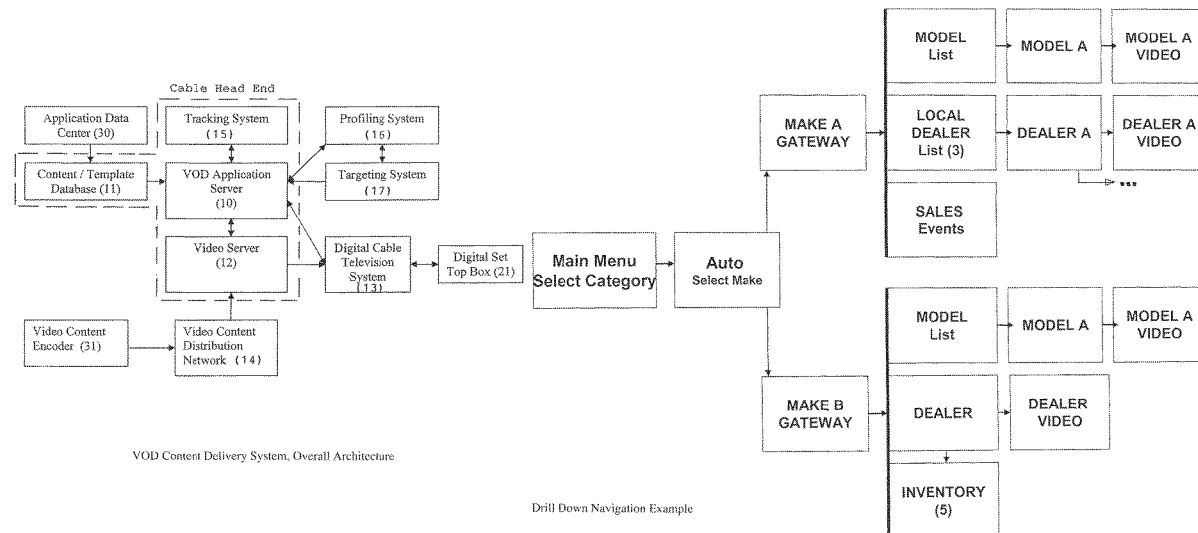 Cable Head End
Application Data
Center (30)
Tracking System
(15)
Profiling System
(16)
Content / Template
Database (11)
VOD Application
Server
(10)
Targeting System
(17)
Video Server
(12)
Digital Cable
Television
System
(13)
Digital Set
Top Box (21)
Video Content
Encoder (31)
Video Content
Distribution
Network (14)
VOD Content Delivery System, Overall Architecture
Main Menu
Select Category
Auto
Select Make
MAKE A
GATEWAY
MODEL
List
MODEL A
MODEL A
VIDEO
LOCAL
DEALER
List (3)
DEALER A
DEALER A
VIDEO
...
SALES
Events
MAKE B
GATEWAY
MODEL
List
MODEL A
MODEL A
VIDEO
DEALER
DEALER
VIDEO
INVENTORY
(5)
Drill Down Navigation Example